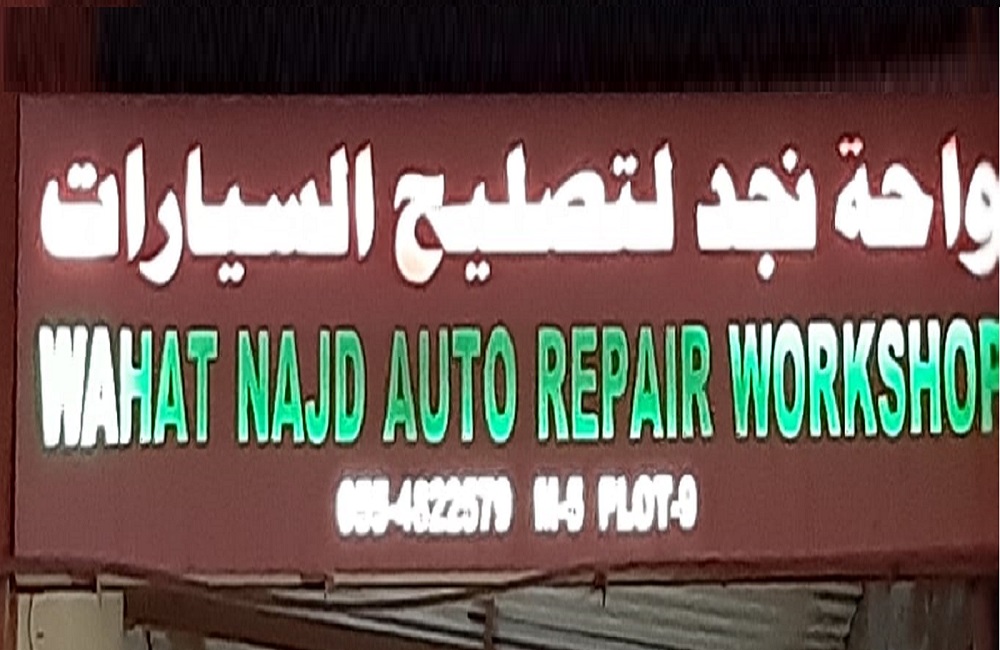 واحة نجد لتصليح السيارات
WAHAT NAJD AUTO REPAIR WORKSHOP
055-4822579 M-5 PLOT-9